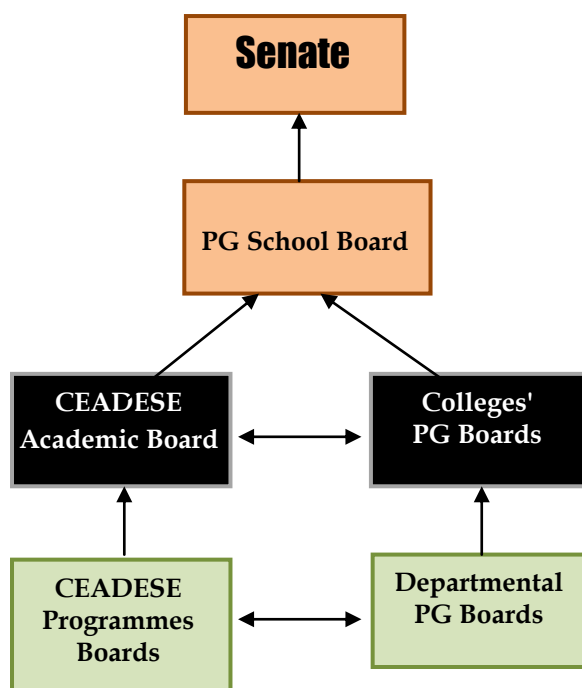 Senate
PG School Board
CEADESE
Academic Board
Colleges'
PG Boards
CEADESE
Programmes
Boards
Departmental
PG Boards